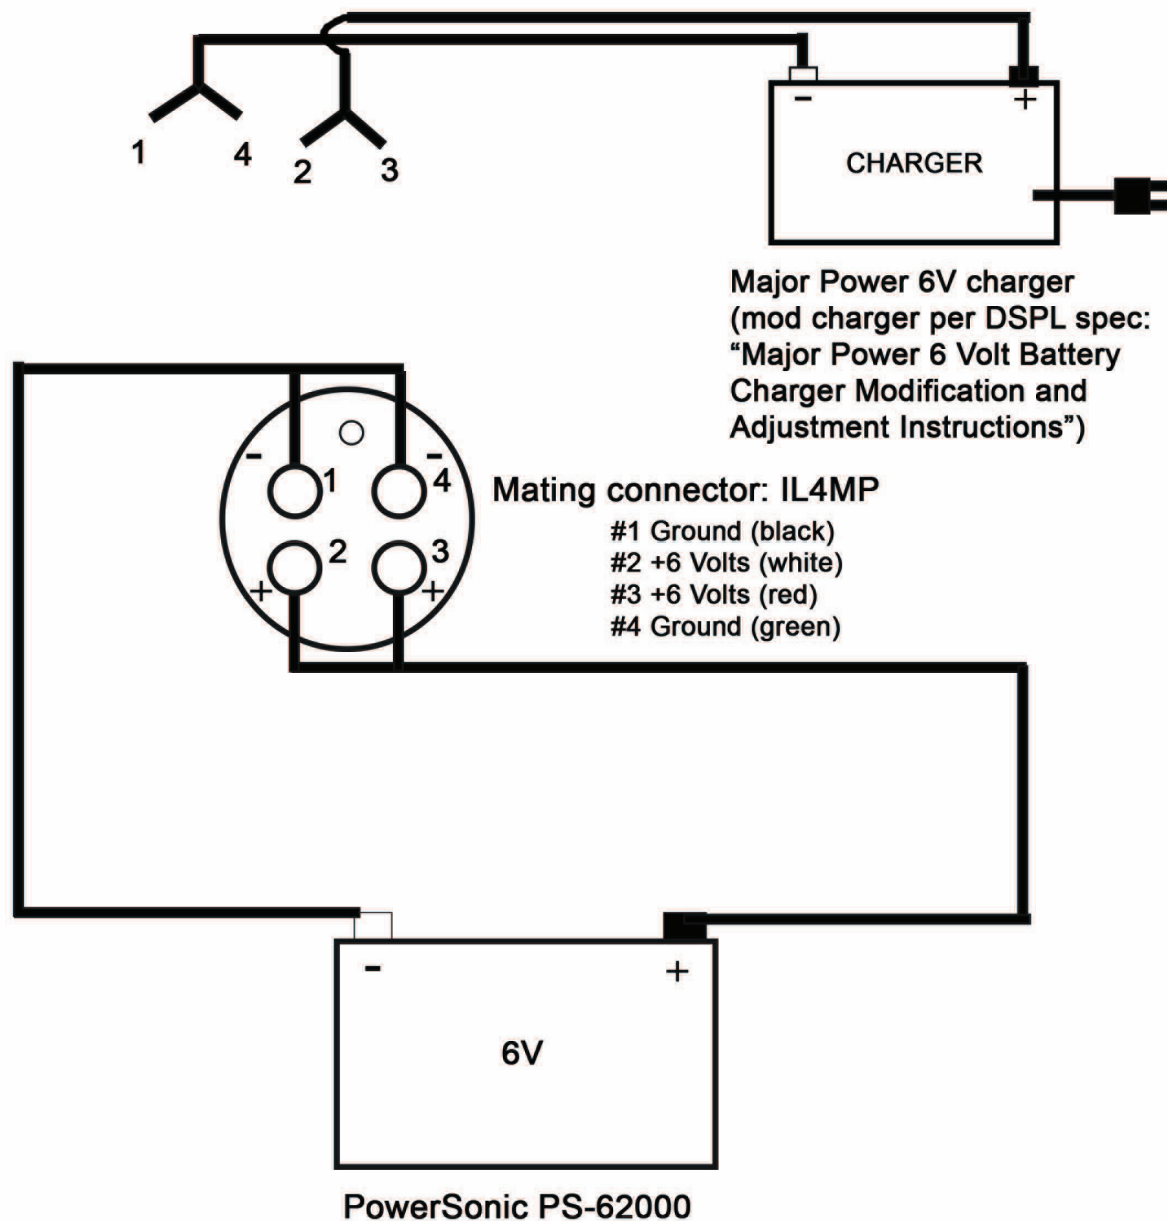 - +
CHARGER
1 4 2 3
Major Power 6V charger
(mod charger per DSPL spec:
“Major Power 6 Volt Battery
Charger Modification and
Adjustment Instructions”)
- -
1 4
2 3
+ +
Mating connector: IL4MP
#1 Ground (black)
#2 +6 Volts (white)
#3 +6 Volts (red)
#4 Ground (green)
- +
6V
PowerSonic PS-62000